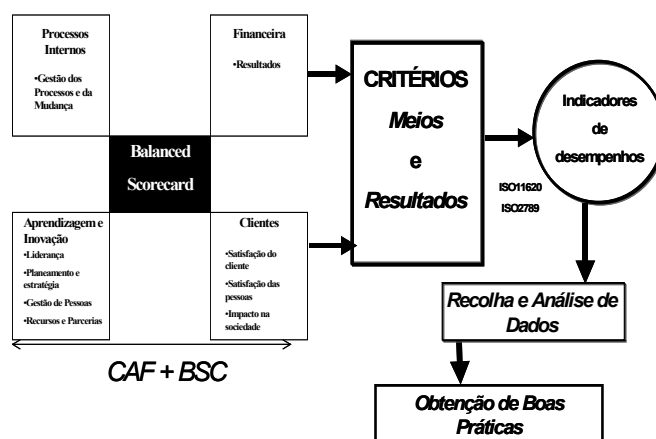 Processos
Internos
•Gestão dos
Processos e da
Mudança
Financeira
•Resultados
Balanced
Scorecard
Aprendizagem e
Inovação
•Liderança
•Planeamento e
estratégia
•Gestão de Pessoas
•Recursos e Parcerias
Clientes
•Satisfação do
cliente
•Satisfação das
pessoas
•Impacto na
sociedade
CAF + BSC
CRITÉRIOS
Meios
e
Resultados
ISO11620
ISO2789
Indicadores
de
desempenhos
Recolha e Análise de
Dados
Obtenção de Boas
Práticas